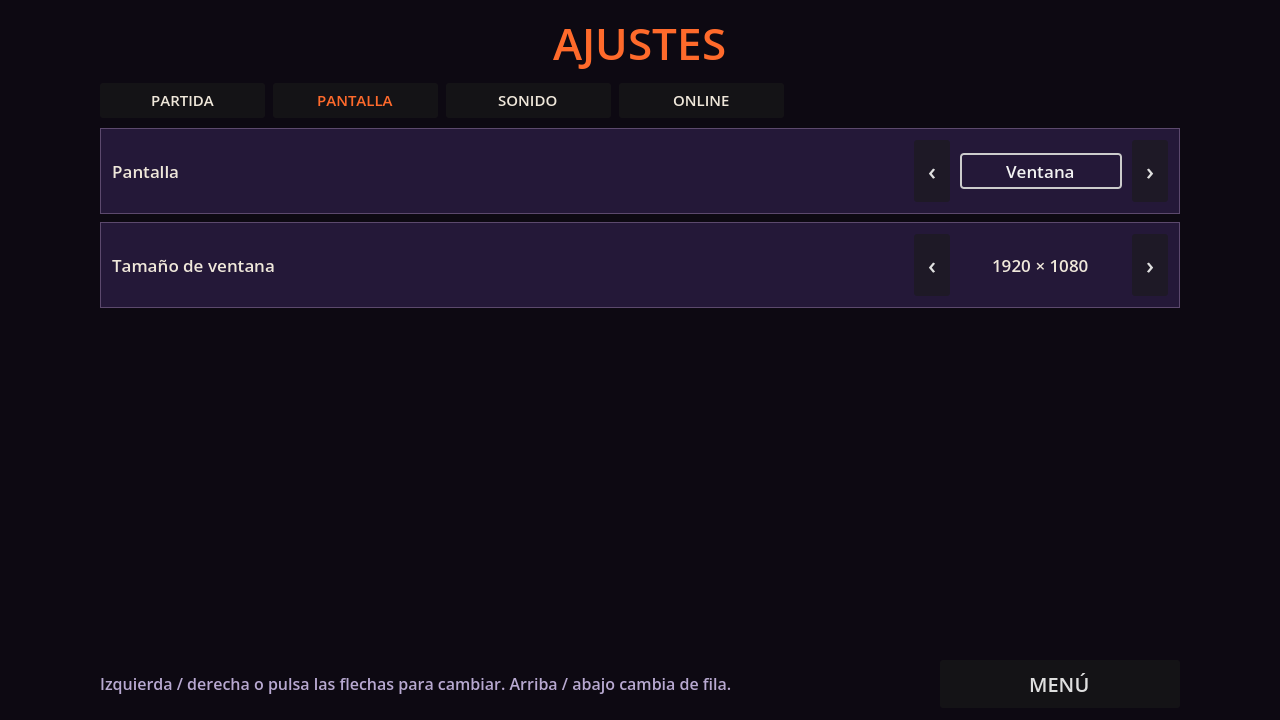 AJUSTES
PARTIDA PANTALLA SONIDO ONLINE
Pantalla ‹ Ventana ›
Tamaño de ventana ‹ 1920 × 1080 ›
Izquierda / derecha o pulsa las flechas para cambiar. Arriba / abajo cambia de fila. MENÚ